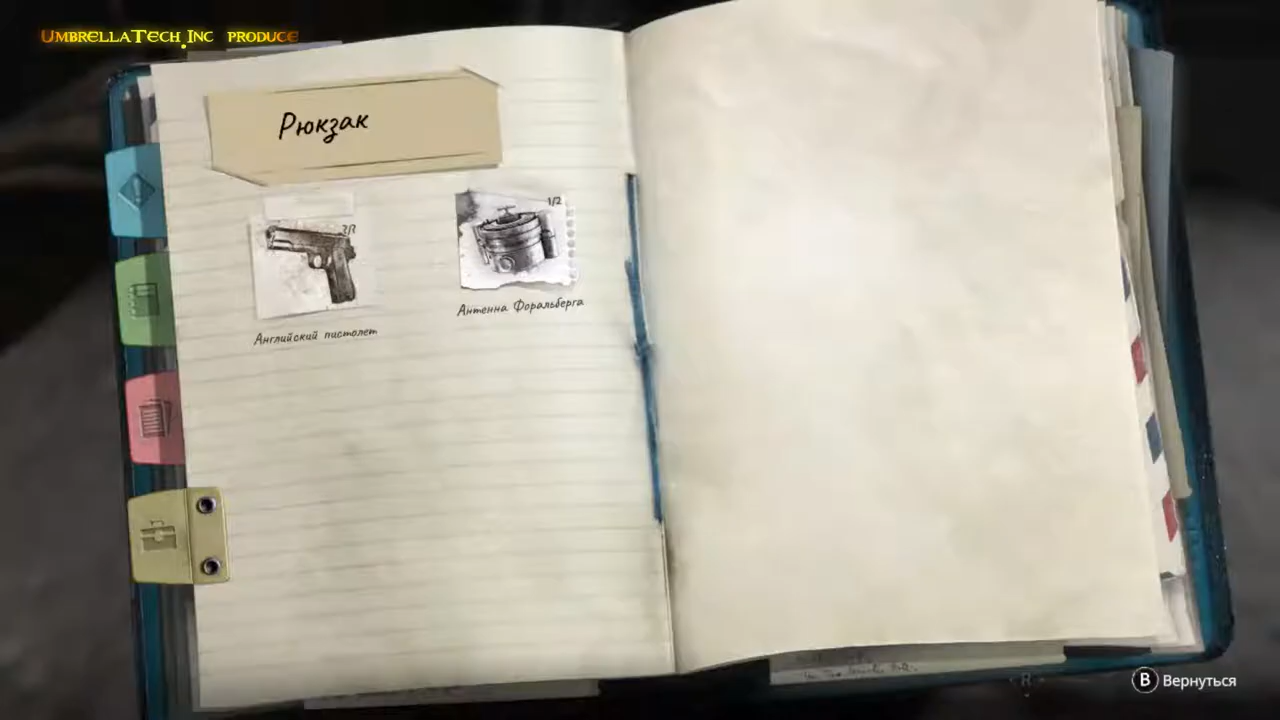 UmbrellaTech.Inc produce
Рюкзак
1/2
Английский пистолет
Антенна Форальберга
B Вернуться